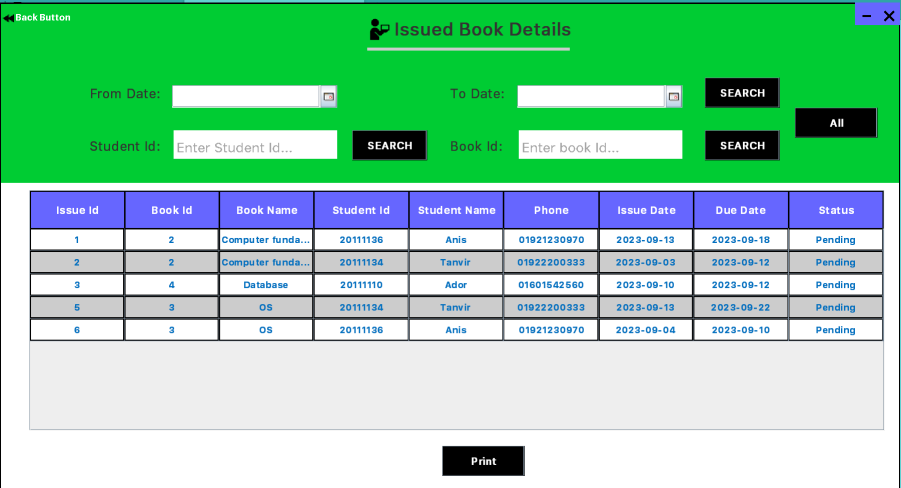 Back Button
Issued Book Details
From Date: To Date: SEARCH
All
Student Id: Enter Student Id... SEARCH Book Id: Enter book Id... SEARCH
Issue Id Book Id Book Name Student Id Student Name Phone Issue Date Due Date Status
1 2 Computer funda... 20111136 Anis 01921230970 2023-09-13 2023-09-18 Pending
2 2 Computer funda... 20111134 Tanvir 01922200333 2023-09-03 2023-09-12 Pending
3 4 Database 20111110 Ador 01601542560 2023-09-10 2023-09-12 Pending
5 3 OS 20111134 Tanvir 01922200333 2023-09-13 2023-09-22 Pending
6 3 OS 20111136 Anis 01921230970 2023-09-04 2023-09-10 Pending
Print